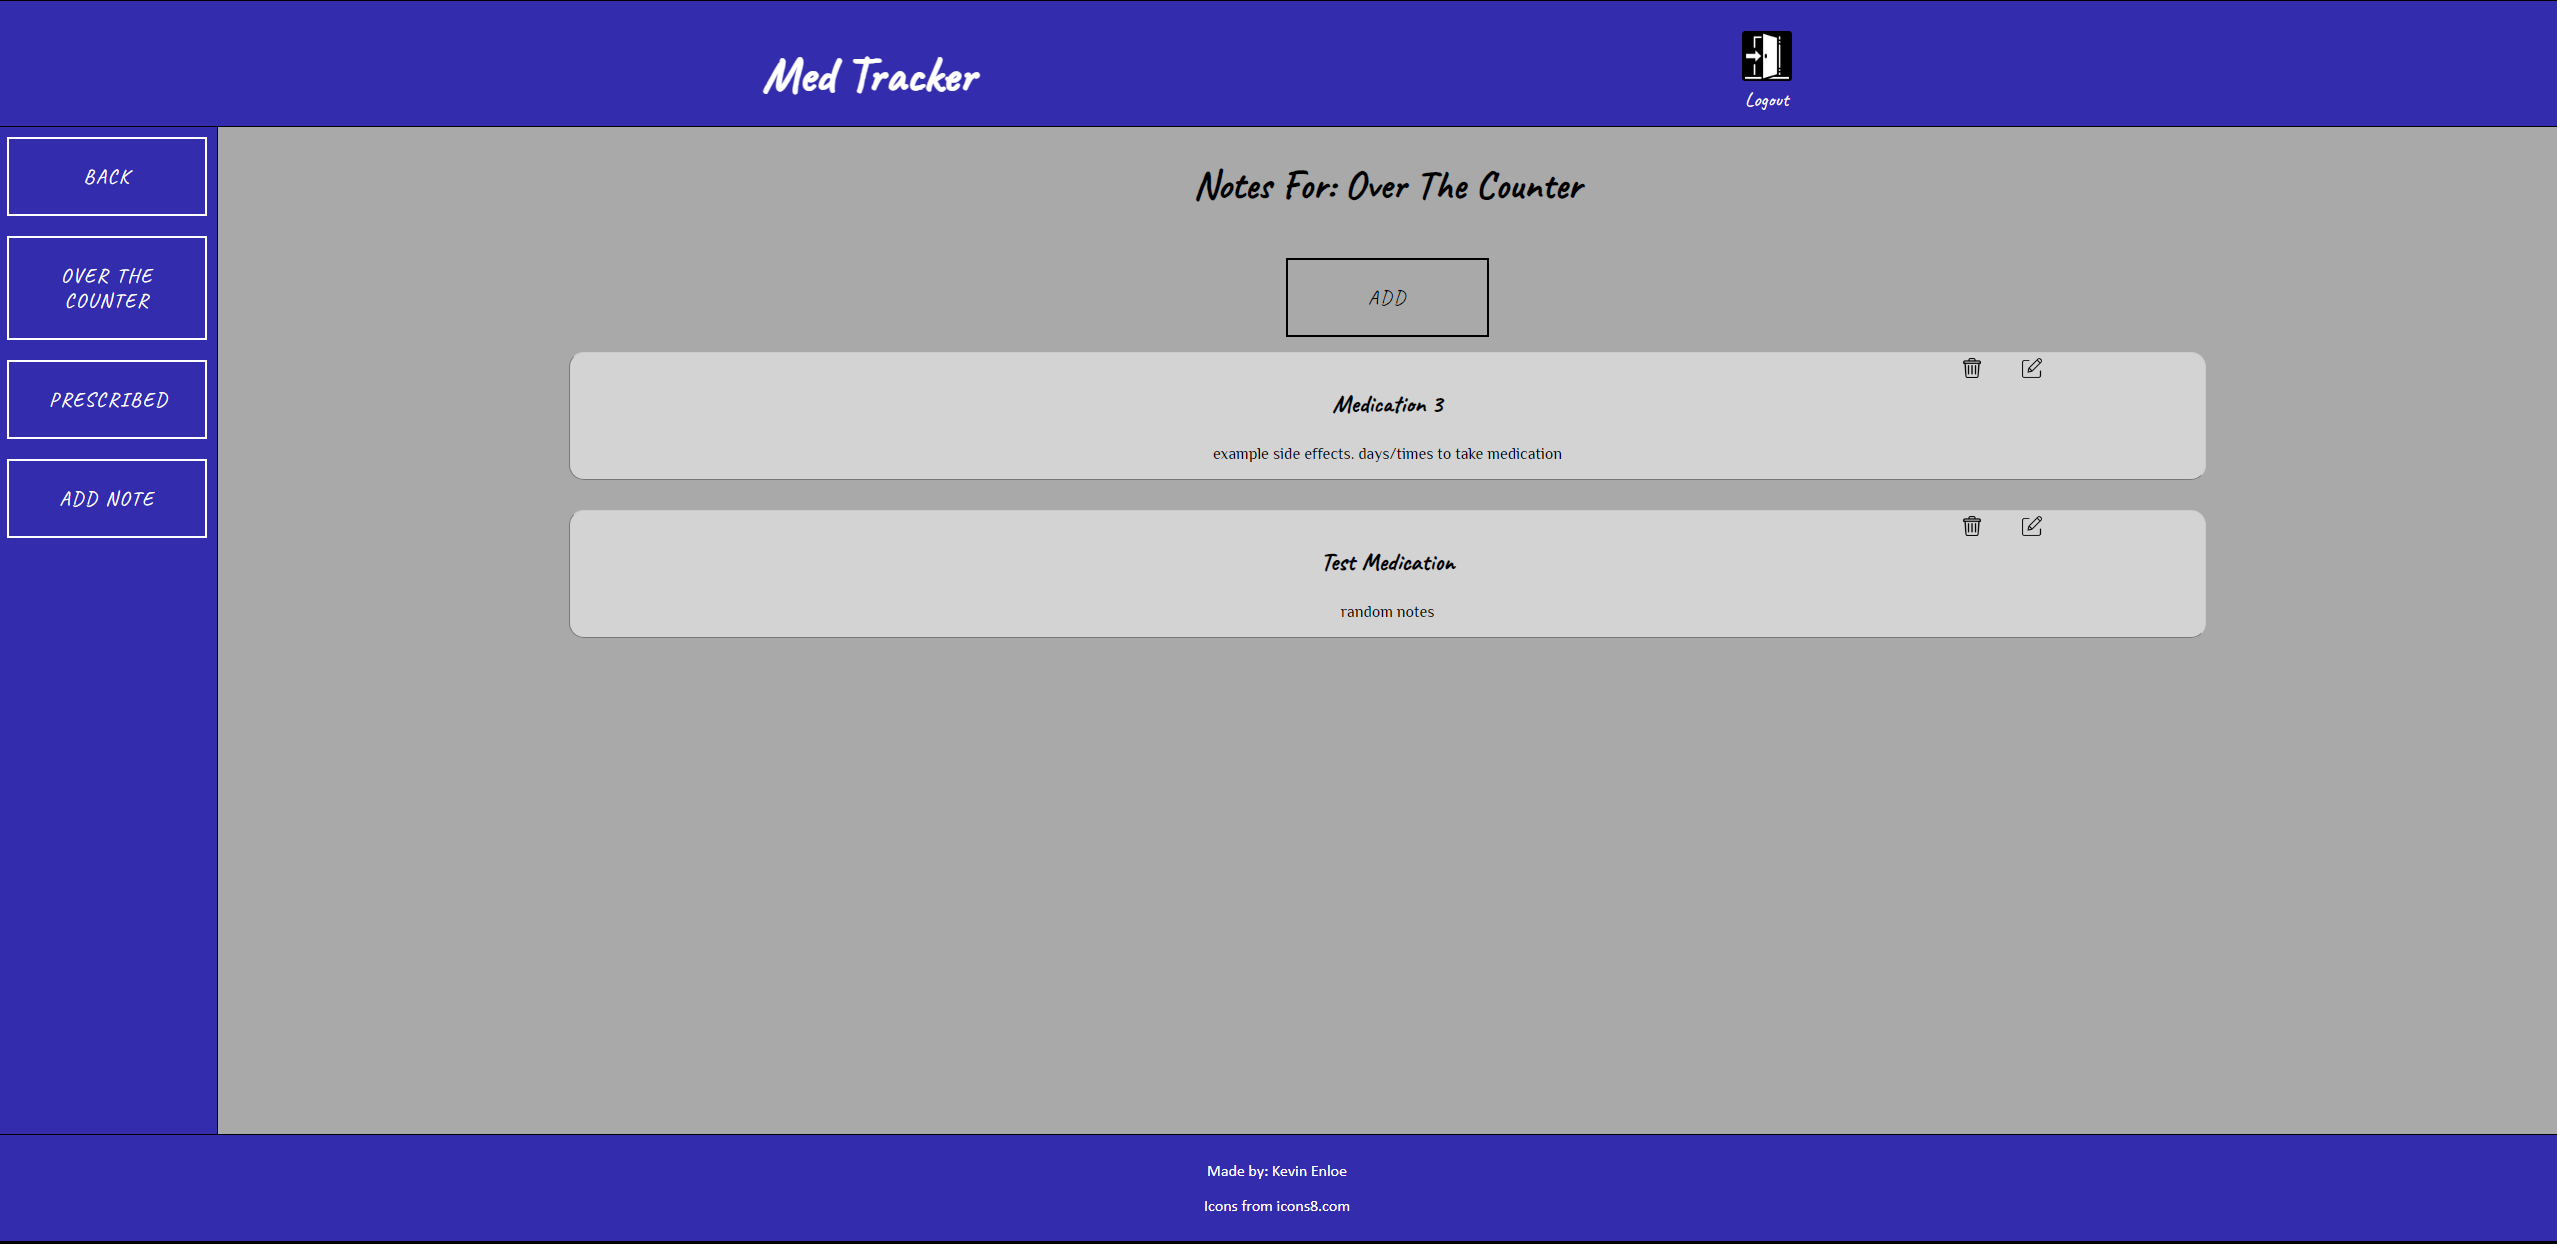 Med Tracker
Logout
BACK
OVER THE
COUNTER
PRESCRIBED
ADD NOTE
Notes For: Over The Counter
ADD
Medication 3
example side effects. days/times to take medication
Test Medication
random notes
Made by: Kevin Enloe
Icons from icons8.com